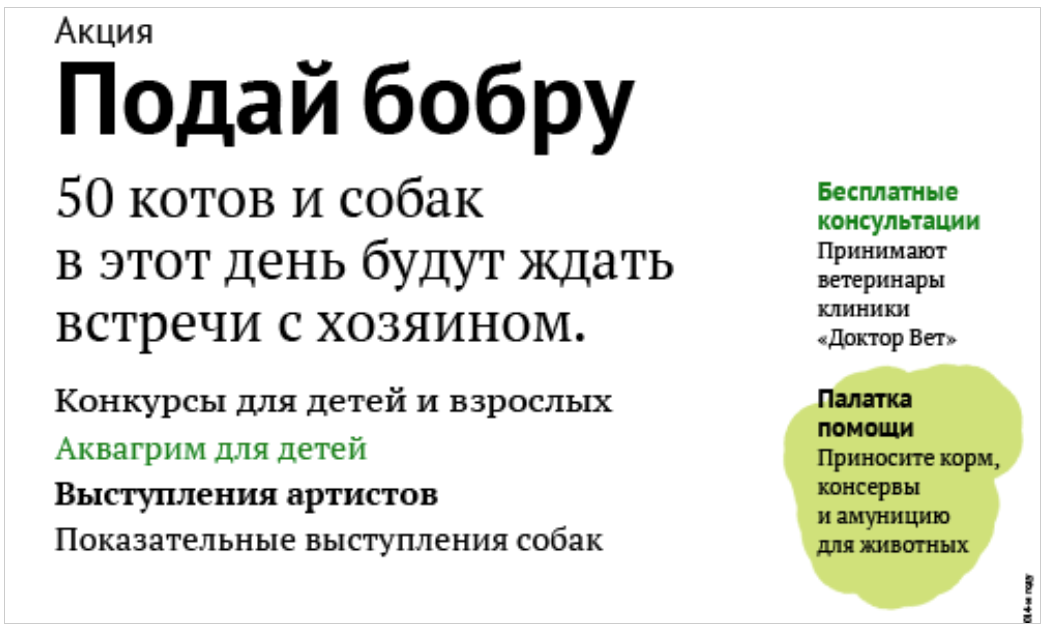 Акция
Подай бобру
50 котов и собак
в этот день будут ждать
встречи с хозяином.
Конкурсы для детей и взрослых
Аквагрим для детей
Выступления артистов
Показательные выступления собак
Бесплатные
консультации
Принимают
ветеринары
клиники
«Доктор Вет»
Палатка
помощи
Приносите корм,
консервы
и амуницию
для животных
году